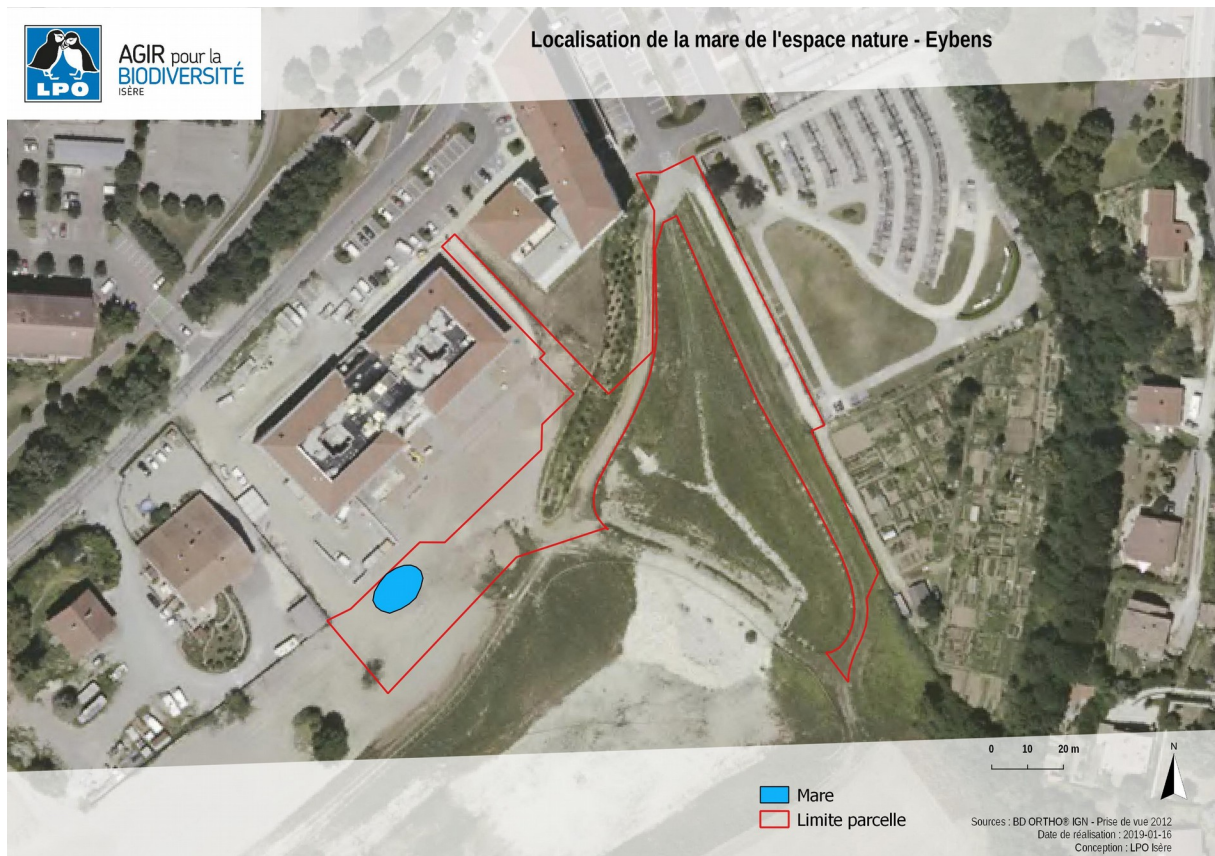 Localisation de la mare de l'espace nature - Eybens
LPO
AGIR pour la
BIODIVERSITÉ
ISÈRE
0 10 20 m
N
Mare
Limite parcelle
Sources : BD ORTHO® IGN - Prise de vue 2012
Date de réalisation : 2019-01-16
Conception : LPO Isère